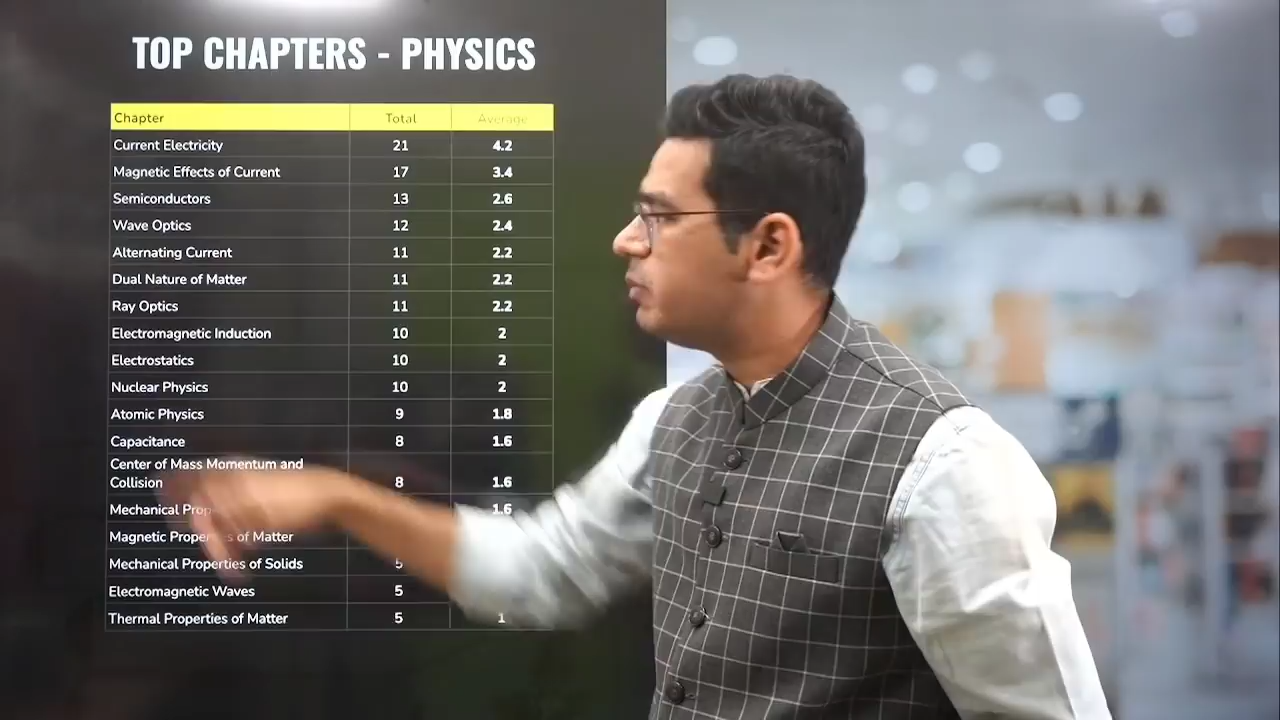 TOP CHAPTERS - PHYSICS
Chapter Total Average
Current Electricity 21 4.2
Magnetic Effects of Current 17 3.4
Semiconductors 13 2.6
Wave Optics 12 2.4
Alternating Current 11 2.2
Dual Nature of Matter 11 2.2
Ray Optics 11 2.2
Electromagnetic Induction 10 2
Electrostatics 10 2
Nuclear Physics 10 2
Atomic Physics 9 1.8
Capacitance 8 1.6
Center of Mass Momentum and
Collision 8 1.6
Mechanical 1.6
Magnetic Properties of Matter
Mechanical Properties of Solids 5
Electromagnetic Waves 5
Thermal Properties of Matter 5 1